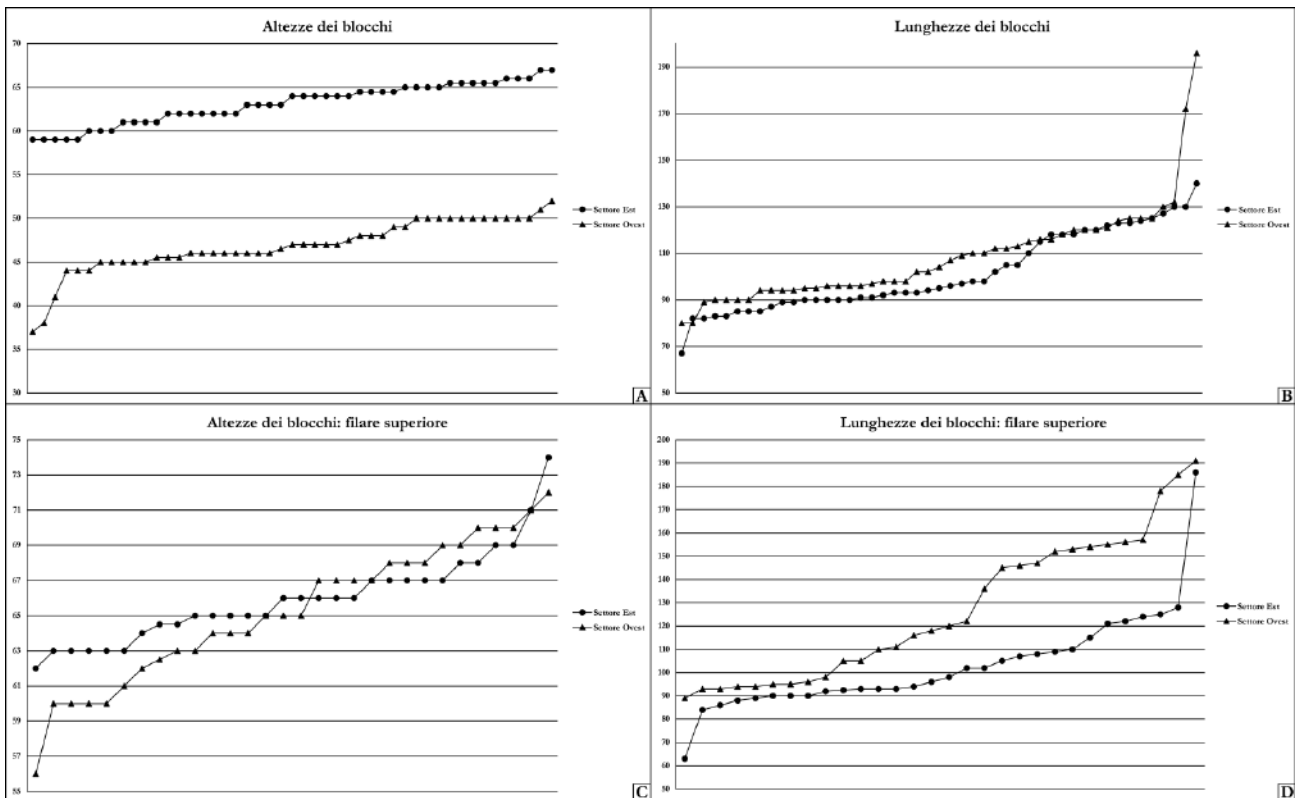 Altezze dei blocchi
70
65
60
55
50
45
40
35
30
Settore Est
Settore Ovest
A
Lunghezze dei blocchi
190
170
150
130
110
90
70
50
Settore Est
Settore Ovest
B
Altezze dei blocchi: filare superiore
75
73
71
69
67
65
63
61
59
57
55
Settore Est
Settore Ovest
C
Lunghezze dei blocchi: filare superiore
200
190
180
170
160
150
140
130
120
110
100
90
80
70
60
50
Settore Est
Settore Ovest
D